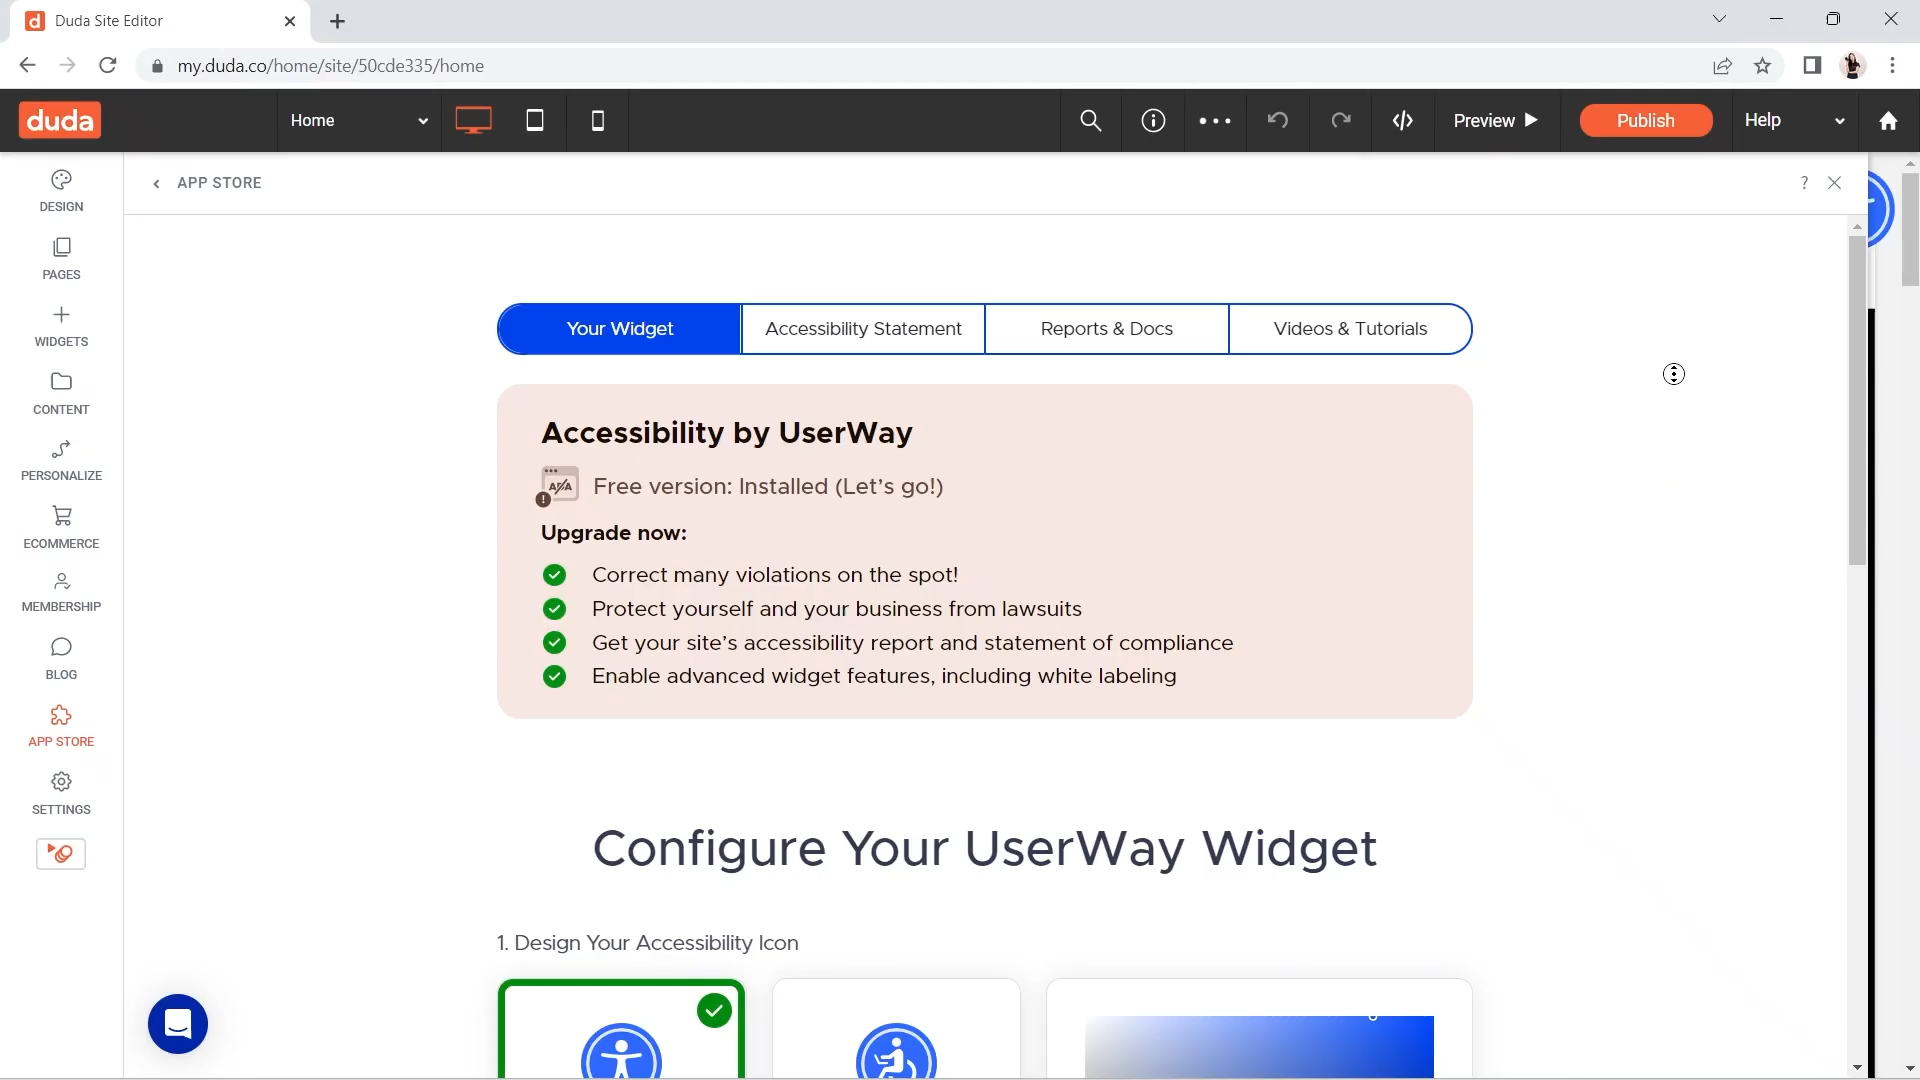 Duda Site Editor
my.duda.co/home/site/50cde335/home
duda
Home
Preview
Publish
Help
DESIGN
PAGES
WIDGETS
CONTENT
PERSONALIZE
ECOMMERCE
MEMBERSHIP
BLOG
APP STORE
SETTINGS
APP STORE
?
Your Widget
Accessibility Statement
Reports & Docs
Videos & Tutorials
Accessibility by UserWay
ADA
Free version: Installed (Let’s go!)
Upgrade now:
Correct many violations on the spot!
Protect yourself and your business from lawsuits
Get your site’s accessibility report and statement of compliance
Enable advanced widget features, including white labeling
Configure Your UserWay Widget
1. Design Your Accessibility Icon